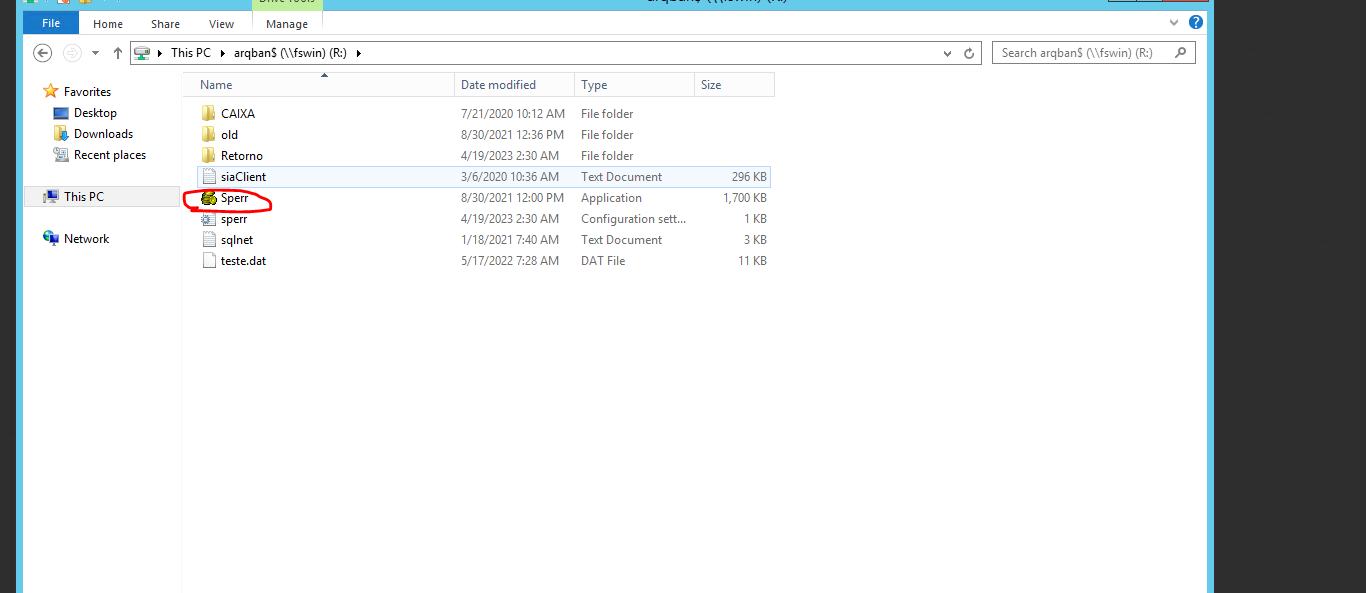 File Home Share View Manage
This PC arqban$ (\\fswin) (R:) Search arqban$ (\\fswin) (R:)
Name Date modified Type Size
Favorites
Desktop
Downloads
Recent places
This PC
Network
CAIXA 7/21/2020 10:12 AM File folder
old 8/30/2021 12:36 PM File folder
Retorno 4/19/2023 2:30 AM File folder
siaClient 3/6/2020 10:36 AM Text Document 296 KB
Sperr 8/30/2021 12:00 PM Application 1,700 KB
sperr 4/19/2023 2:30 AM Configuration sett... 1 KB
sqlnet 1/18/2021 7:40 AM Text Document 3 KB
teste.dat 5/17/2022 7:28 AM DAT File 11 KB